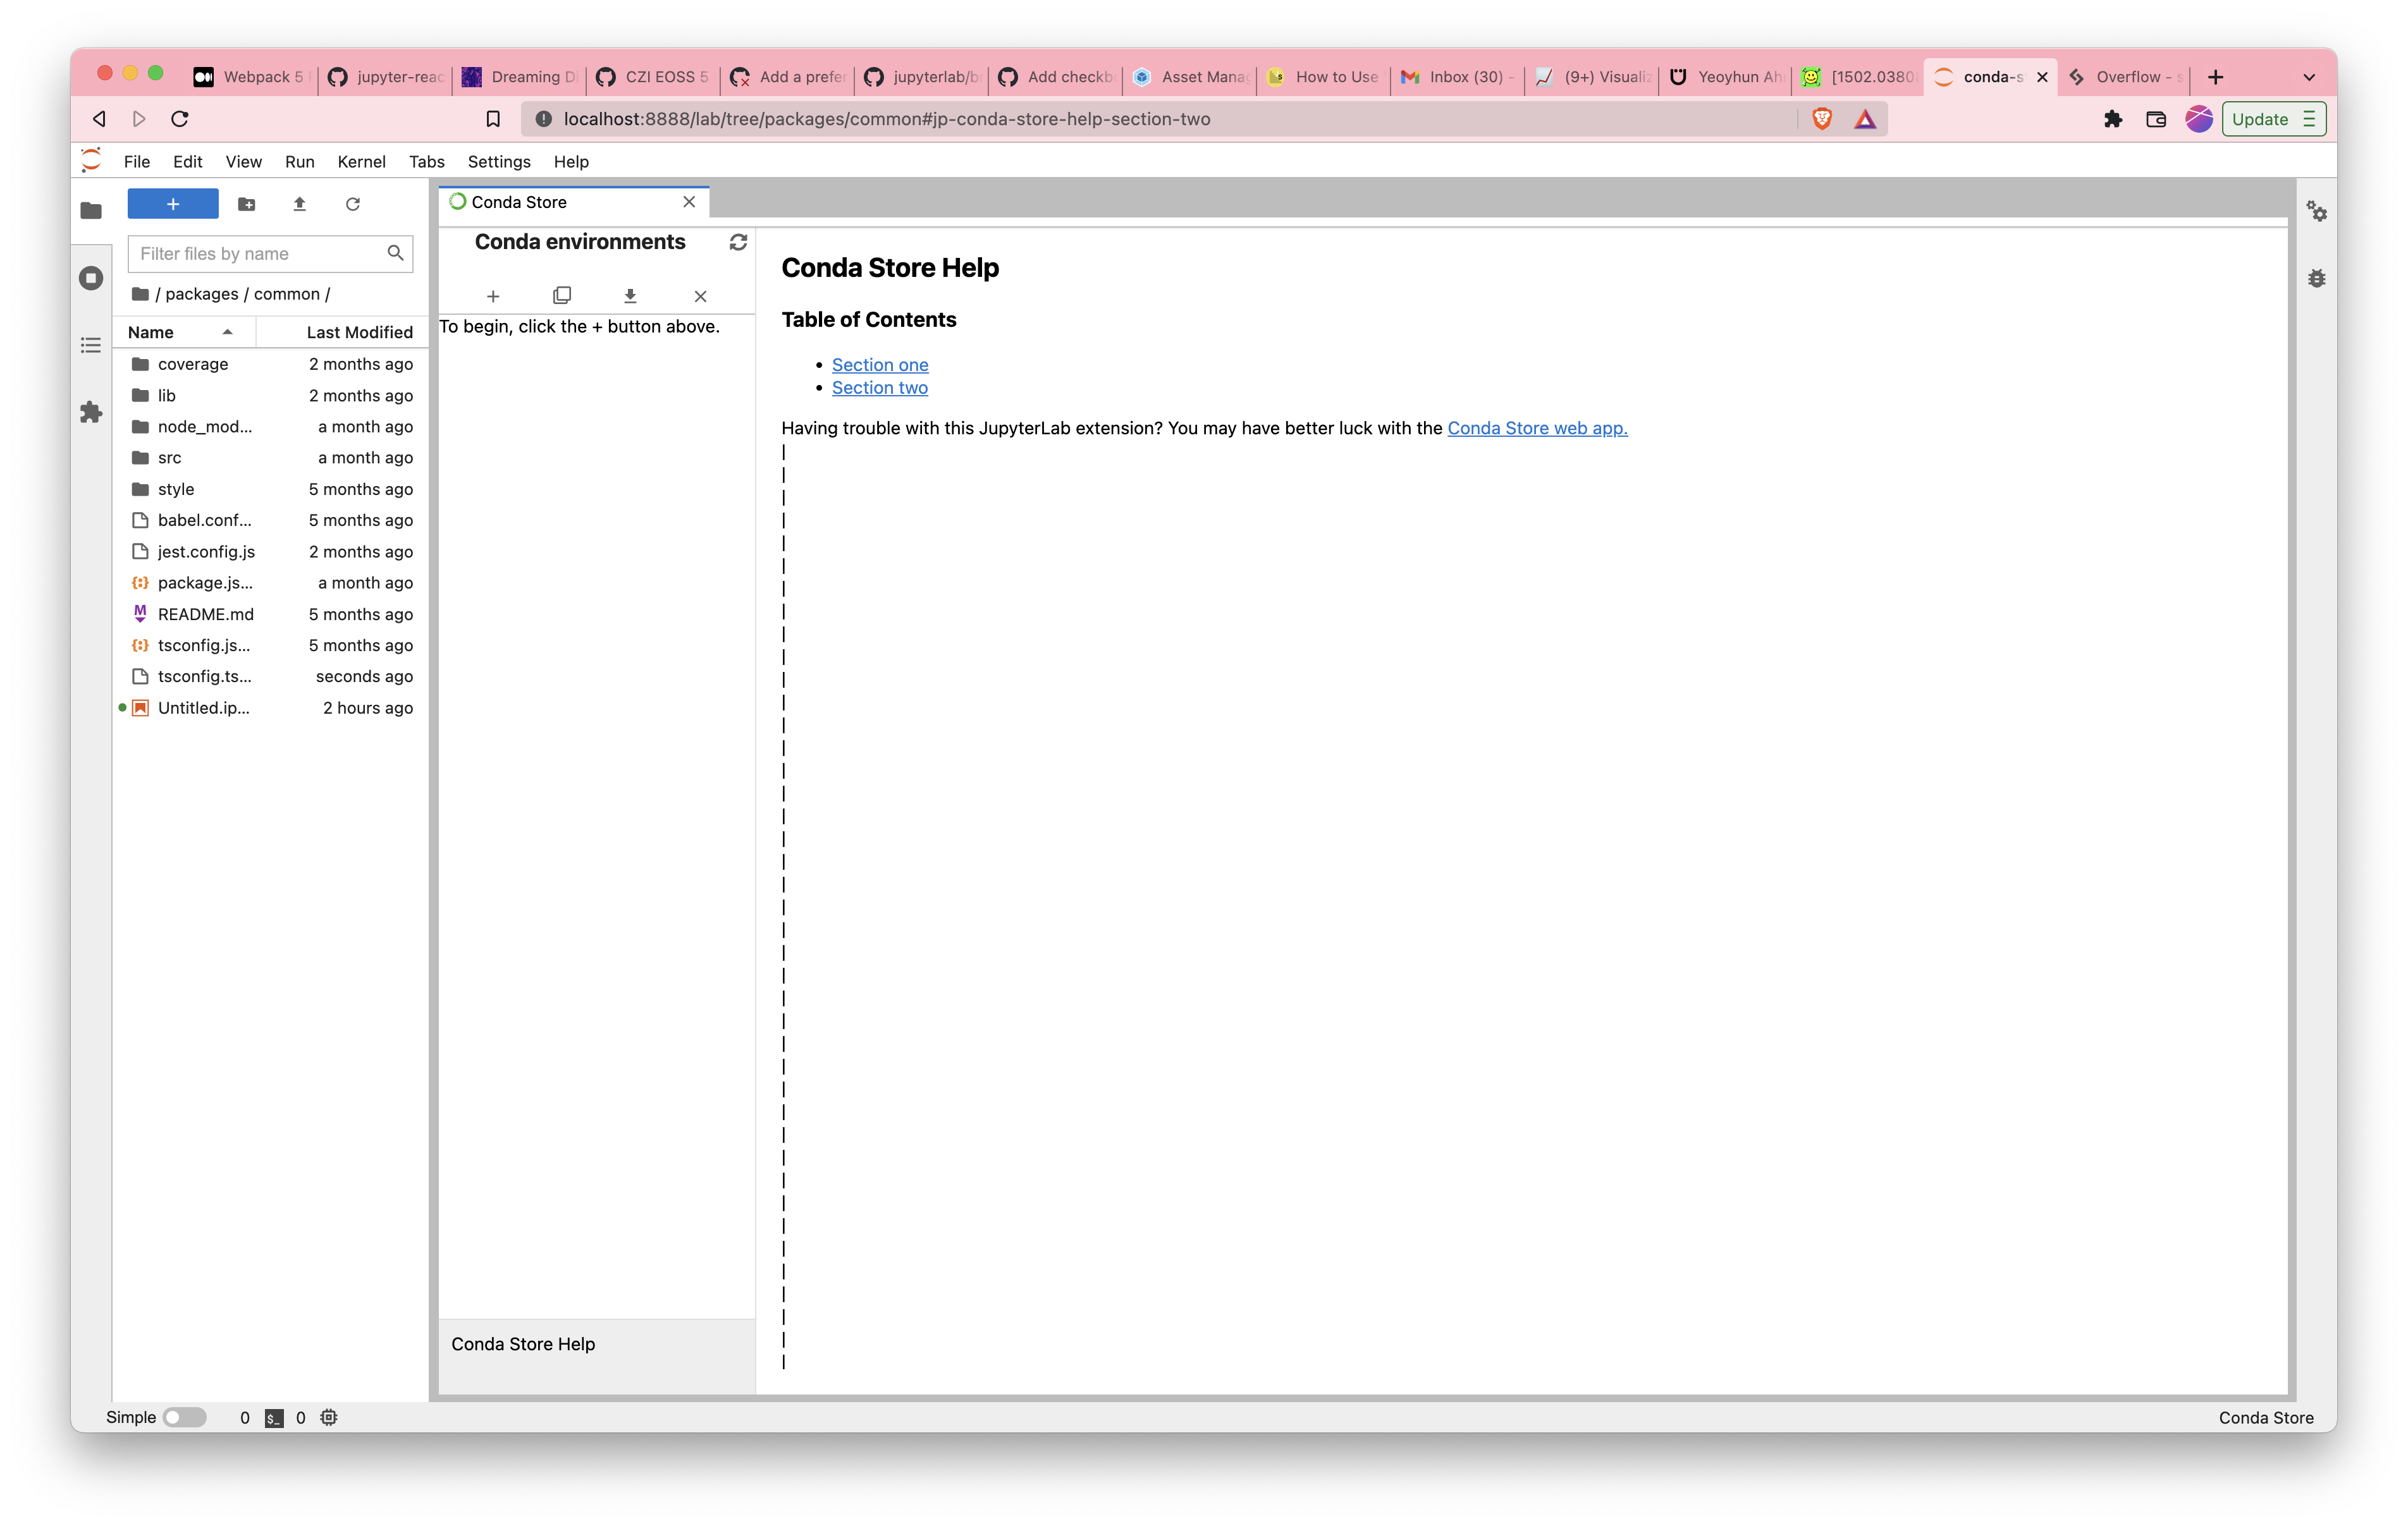 Webpack 5
jupyter-reac
Dreaming Di
CZI EOSS 5
Add a prefer
jupyterlab/b
Add checkb
Asset Manag
How to Use
Inbox (30) -
(9+) Visualiz
Yeoyhun Ah
[1502.0380
conda-s
Overflow - s
localhost:8888/lab/tree/packages/common#jp-conda-store-help-section-two
Update
File Edit View Run Kernel Tabs Settings Help
Filter files by name
/ packages / common /
Name Last Modified
coverage 2 months ago
lib 2 months ago
node_mod... a month ago
src a month ago
style 5 months ago
babel.conf... 5 months ago
jest.config.js 2 months ago
package.js... a month ago
README.md 5 months ago
tsconfig.js... 5 months ago
tsconfig.ts... seconds ago
Untitled.ip... 2 hours ago
Conda Store
Conda environments
To begin, click the + button above.
Conda Store Help
Conda Store Help
Table of Contents
• Section one
• Section two
Having trouble with this JupyterLab extension? You may have better luck with the Conda Store web app.
Simple 0 $_ 0
Conda Store